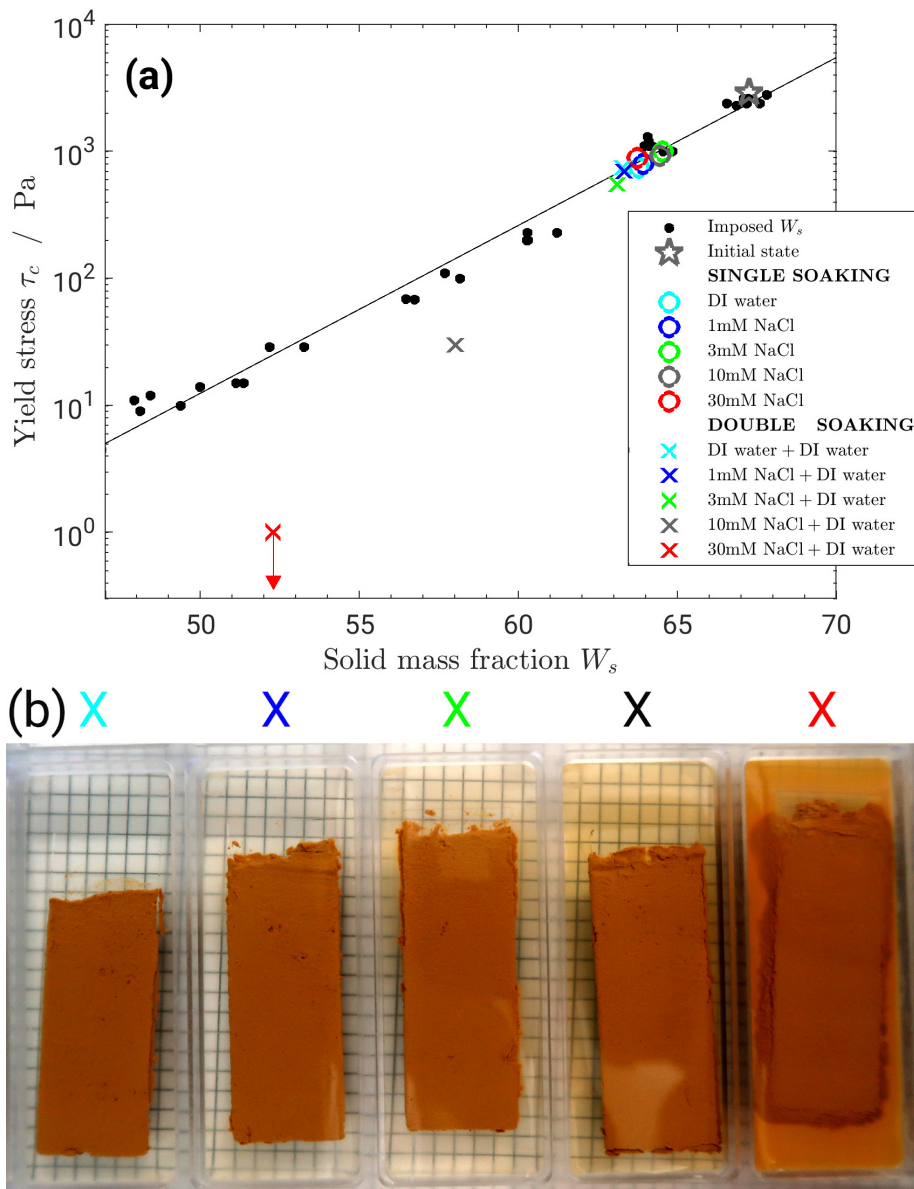 (a)
10^4
10^3
10^2
10^1
10^0
Yield stress τ_c / Pa
50 55 60 65 70
Solid mass fraction W_s
Imposed W_s
Initial state
SINGLE SOAKING
DI water
1mM NaCl
3mM NaCl
10mM NaCl
30mM NaCl
DOUBLE SOAKING
DI water + DI water
1mM NaCl + DI water
3mM NaCl + DI water
10mM NaCl + DI water
30mM NaCl + DI water
(b) X X X X X